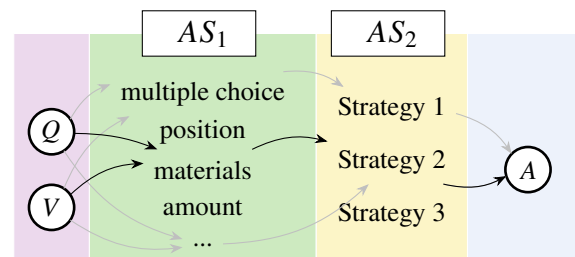 AS1 AS2
multiple choice
Q position Strategy 1
materials Strategy 2 A
V amount Strategy 3
...